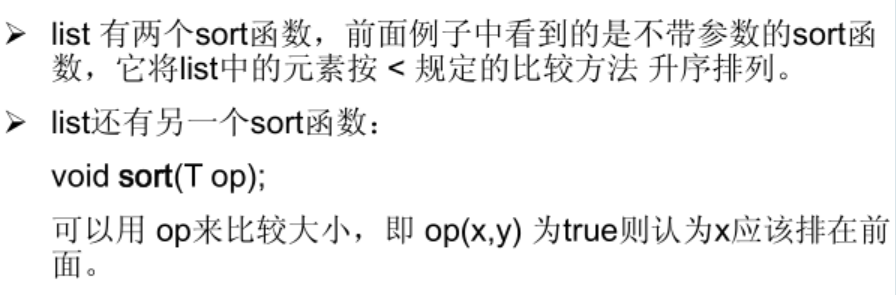 ➢ list 有两个sort函数，前面例子中看到的是不带参数的sort函
数，它将list中的元素按 < 规定的比较方法 升序排列。
➢ list还有另一个sort函数：
void sort(T op);
可以用 op来比较大小，即 op(x,y) 为true则认为x应该排在前
面。